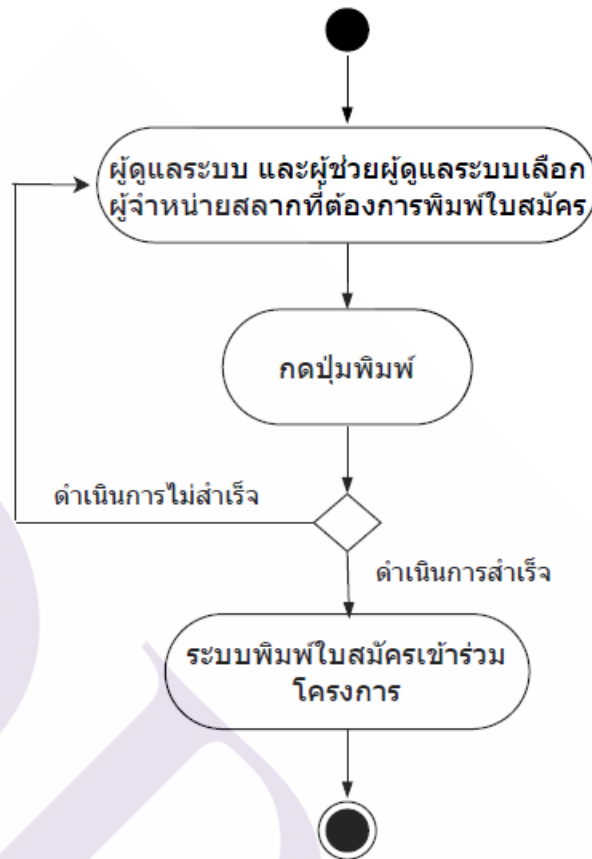 ผู้ดูแลระบบ และผู้ช่วยผู้ดูแลระบบเลือก
ผู้จำหน่ายสลากที่ต้องการพิมพ์ใบสมัคร
กดปุ่มพิมพ์
ดำเนินการไม่สำเร็จ
ดำเนินการสำเร็จ
ระบบพิมพ์ใบสมัครเข้าร่วม
โครงการ